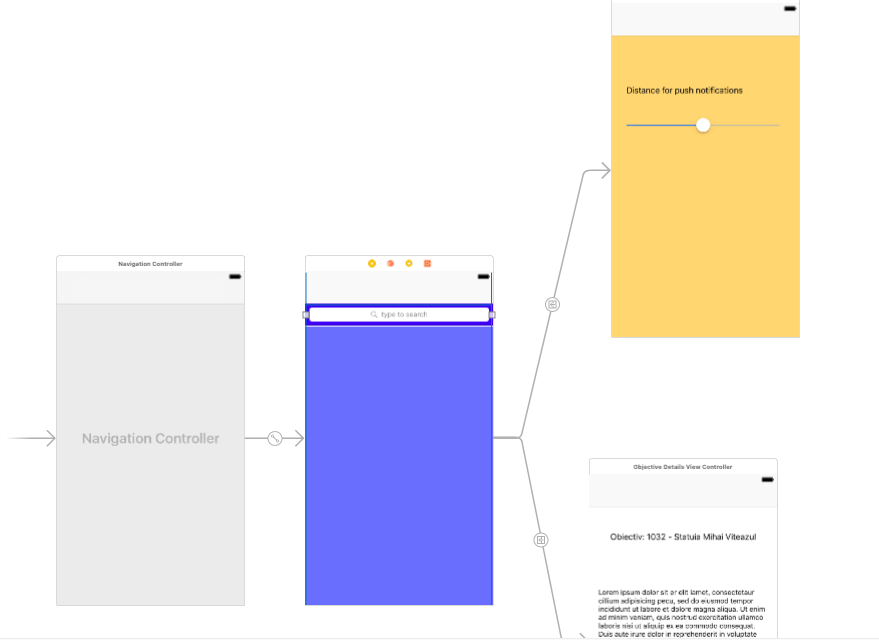 Distance for push notifications
Navigation Controller
type to search
Navigation Controller
Objective Details View Controller
Obiectiv: 1032 - Statuia Mihai Viteazul
Lorem ipsum dolor sit er elit lamet, consectetaur
cillium adipisicing pecu, sed do eiusmod tempor
incididunt ut labore et dolore magna aliqua. Ut enim
ad minim veniam, quis nostrud exercitation ullamco
laboris nisi ut aliquip ex ea commodo consequat.
Duis aute irure dolor in reprehenderit in voluptate